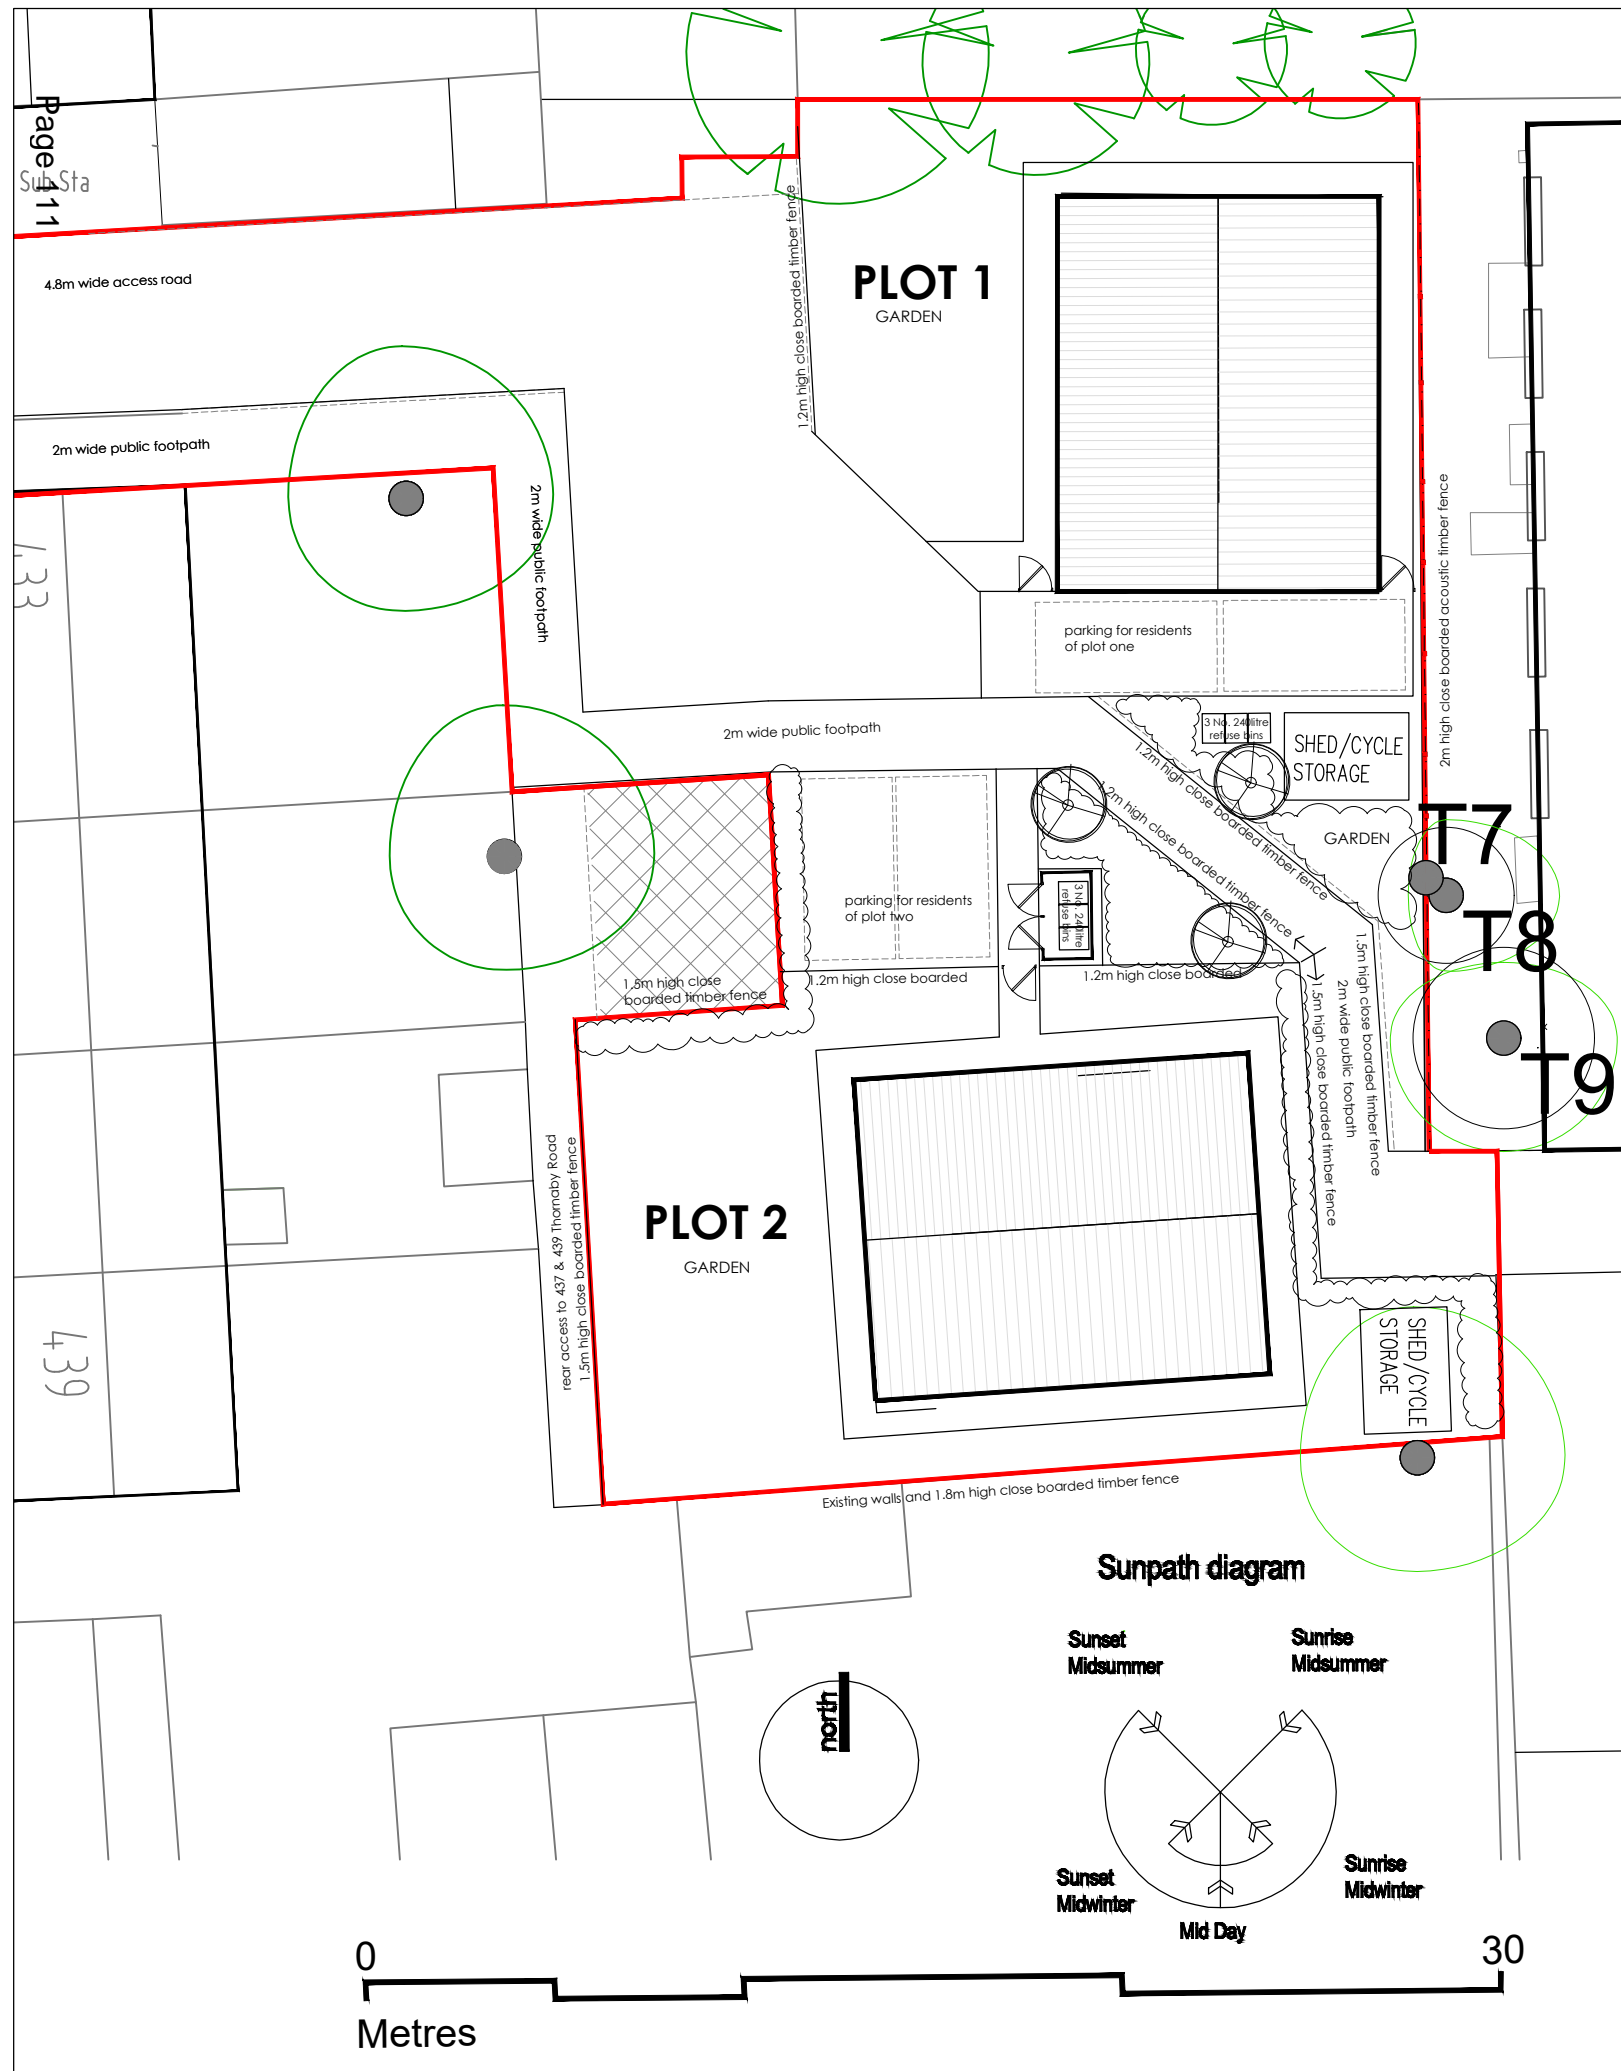 Page 111
Sub Sta
4.8m wide access road
1.2m high close boarded timber fence
PLOT 1
GARDEN
2m wide public footpath
2m wide public footpath
433
2m high close boarded acoustic timber fence
parking for residents
of plot one
2m wide public footpath
3 No. 240litre
refuse bins
SHED/CYCLE
STORAGE
1.2m high close boarded timber fence
1.2m high close boarded timber fence
GARDEN
T7
T8
T9
parking for residents
of plot two
3 No. 240litre
refuse bins
1.5m high close
boarded timber fence
1.2m high close boarded
1.2m high close boarded
1.5m high close boarded timber fence
2m wide public footpath
1.5m high close boarded timber fence
rear access to 437 & 439 Thornaby Road
1.5m high close boarded timber fence
PLOT 2
GARDEN
439
SHED/CYCLE
STORAGE
Existing walls and 1.8m high close boarded timber fence
Sunpath diagram
Sunset
Midsummer
Sunrise
Midsummer
north
Sunset
Midwinter
Sunrise
Midwinter
Mid Day
0
30
Metres